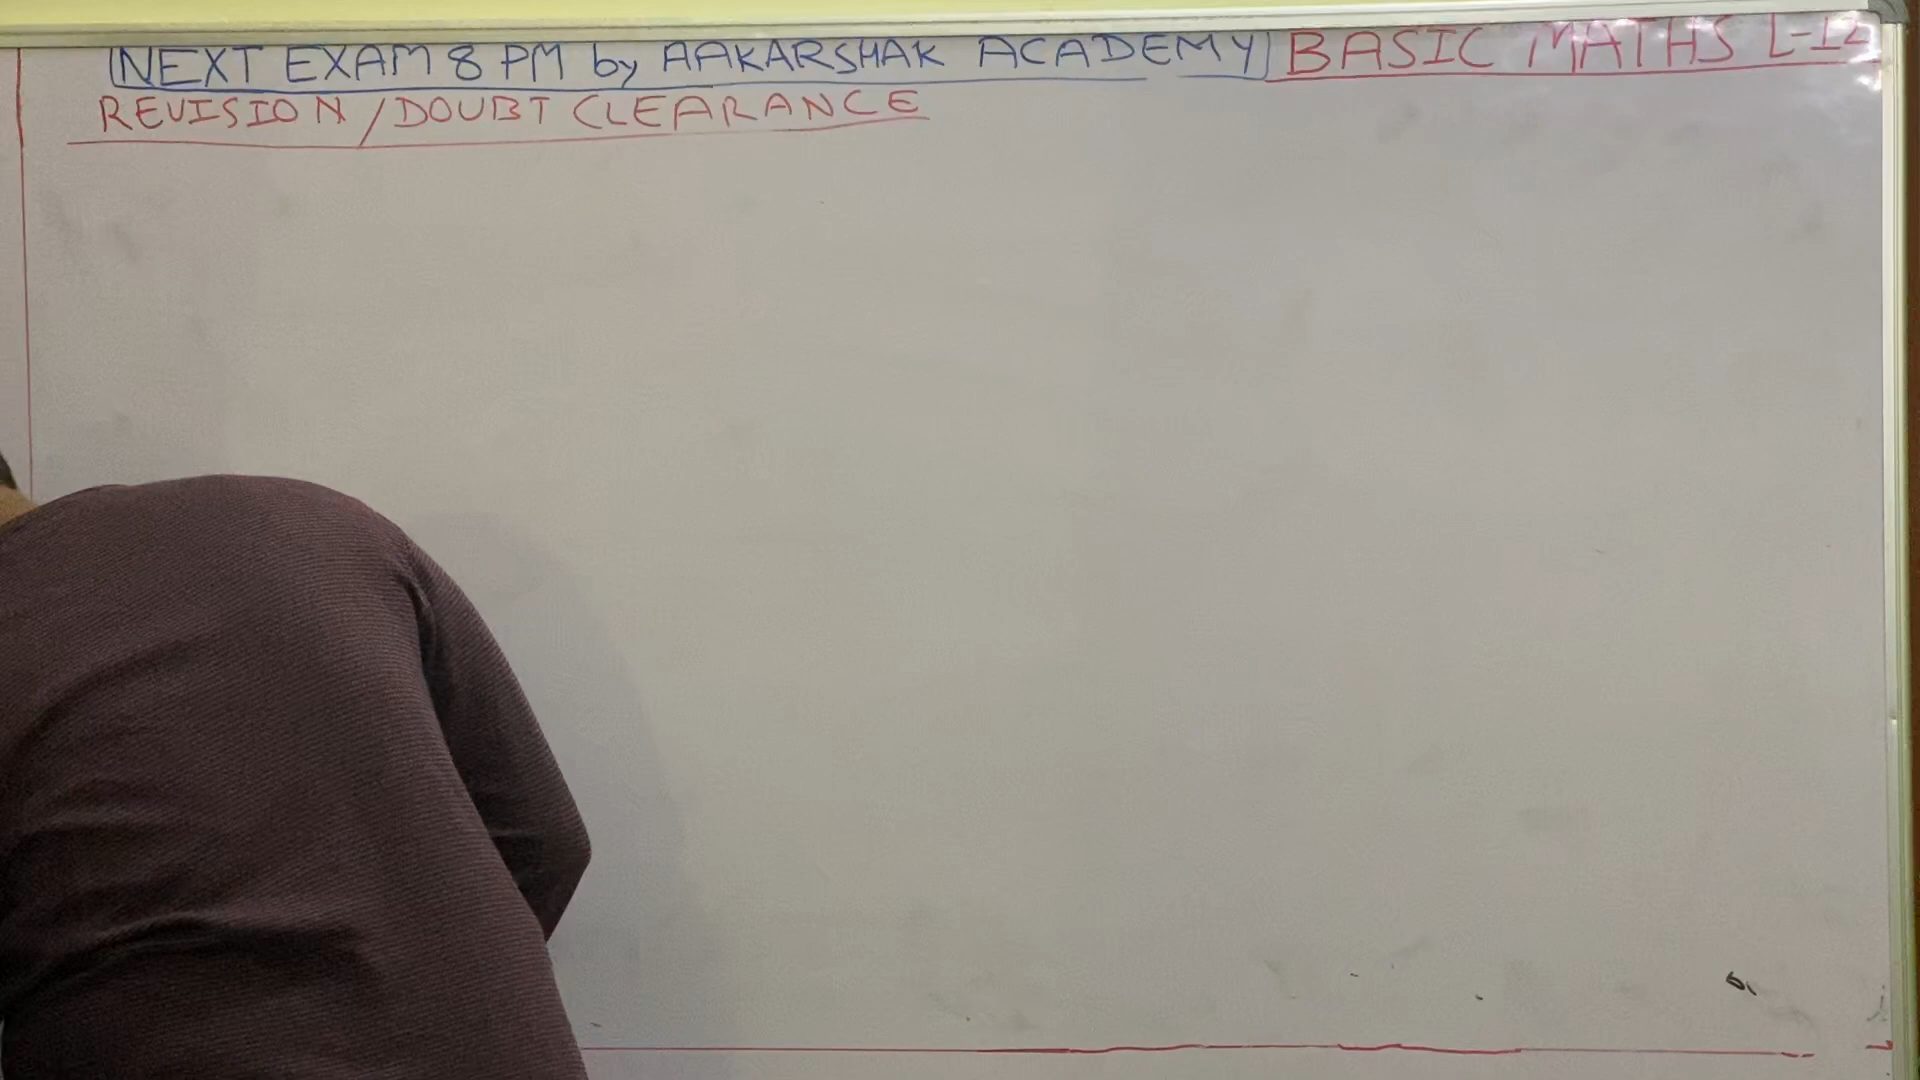 NEXT EXAM 8 PM by AAKARSHAK ACADEMY BASIC MATHS L-12
REVISION / DOUBT CLEARANCE